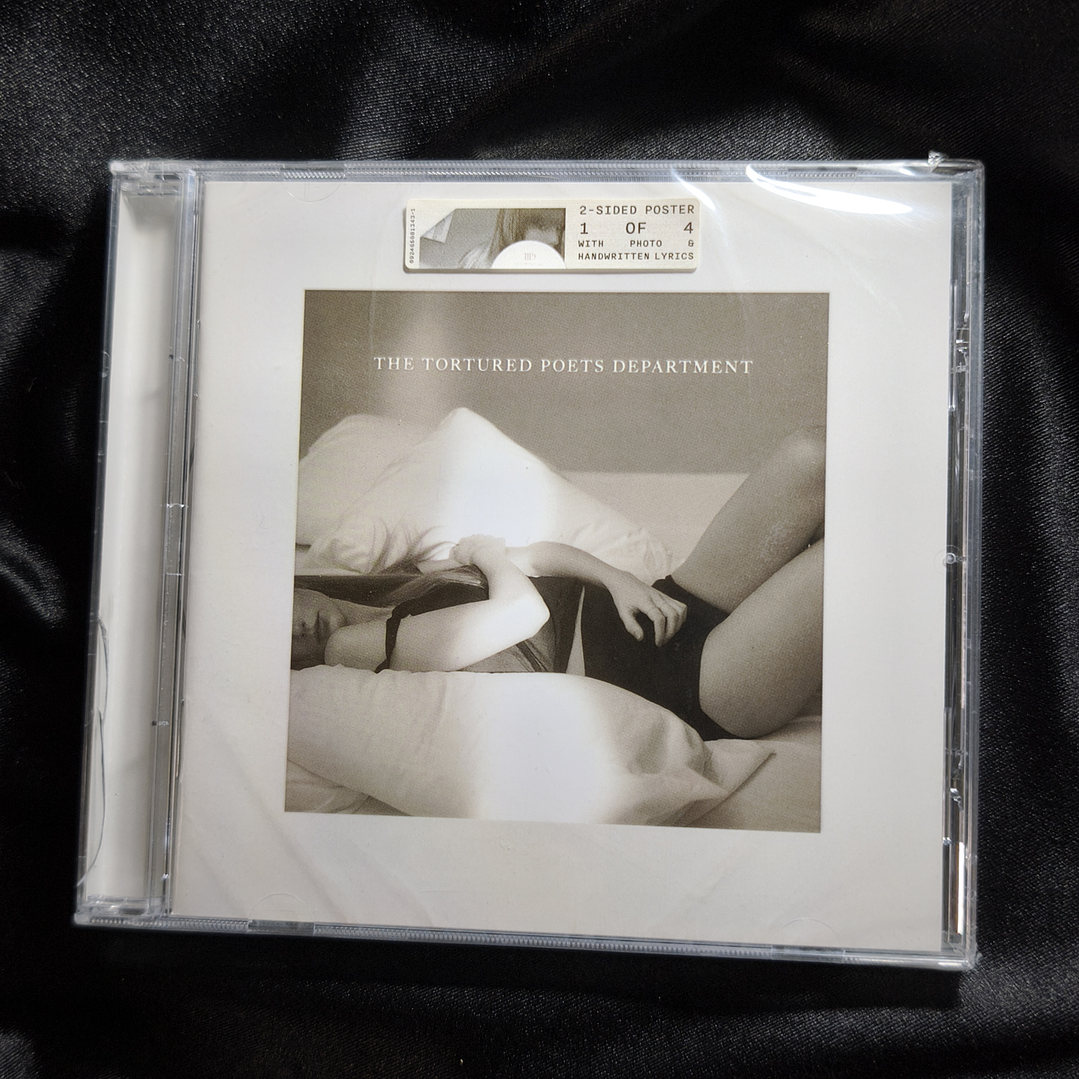 2-SIDED POSTER
1 OF 4
WITH PHOTO &
HANDWRITTEN LYRICS
THE TORTURED POETS DEPARTMENT